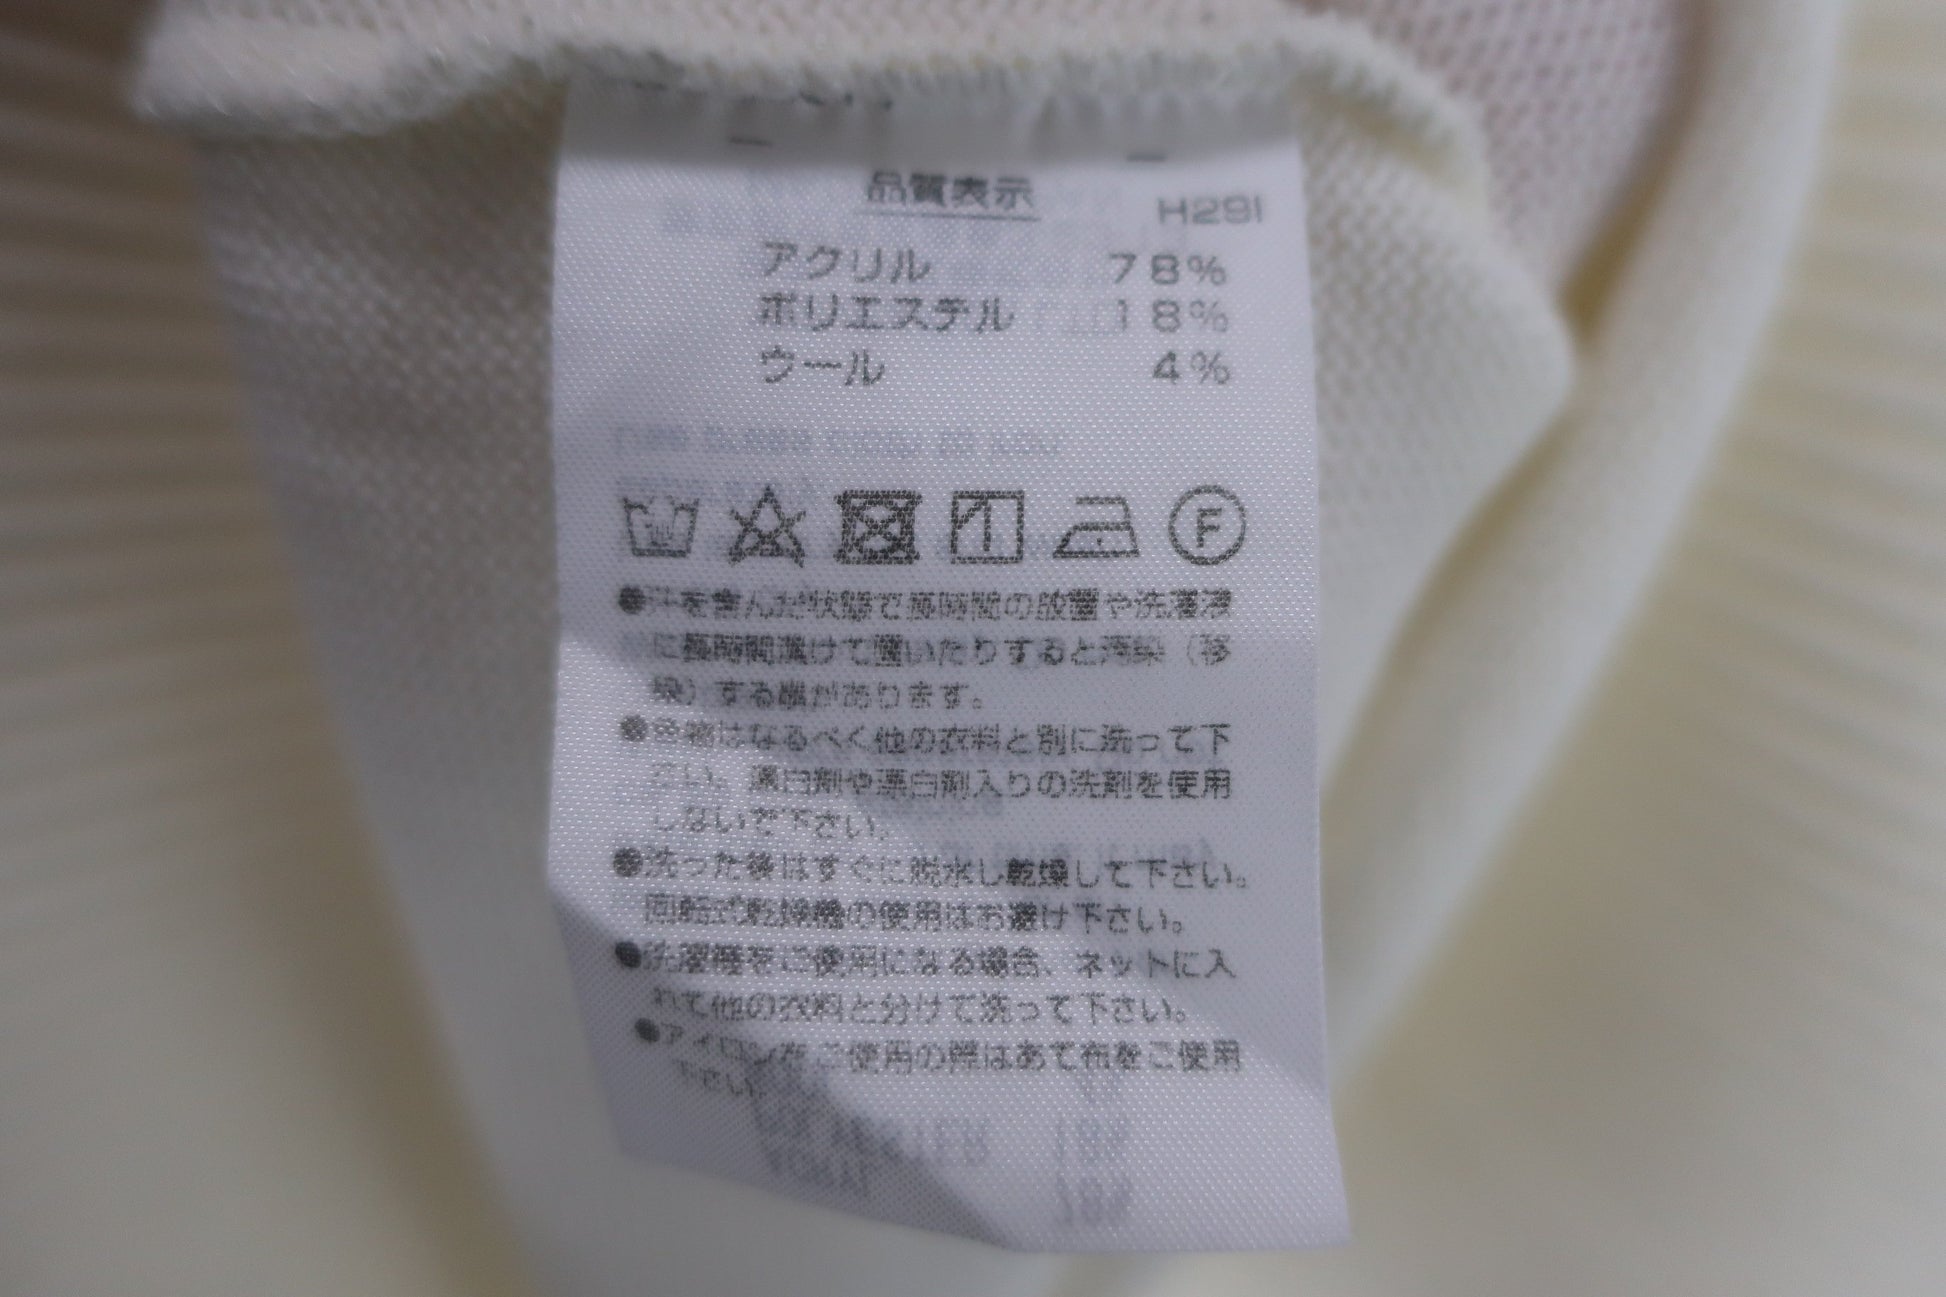 品質表示
H291
アクリル 78%
ポリエステル 18%
ウール 4%
F
●汗を含んだ状態で長時間の放置や洗濯液
に長時間漬けて置いたりすると汚染（移
染）する事があります。
●色物はなるべく他の衣料と別に洗って下
さい。漂白剤や漂白剤入りの洗剤を使用
しないで下さい。
●洗った後はすぐに脱水し乾燥して下さい。
回転式乾燥機の使用はお避け下さい。
●洗濯機をご使用になる場合、ネットに入
れて他の衣料と分けて洗って下さい。
●アイロンをご使用の際はあて布をご使用
下さい。